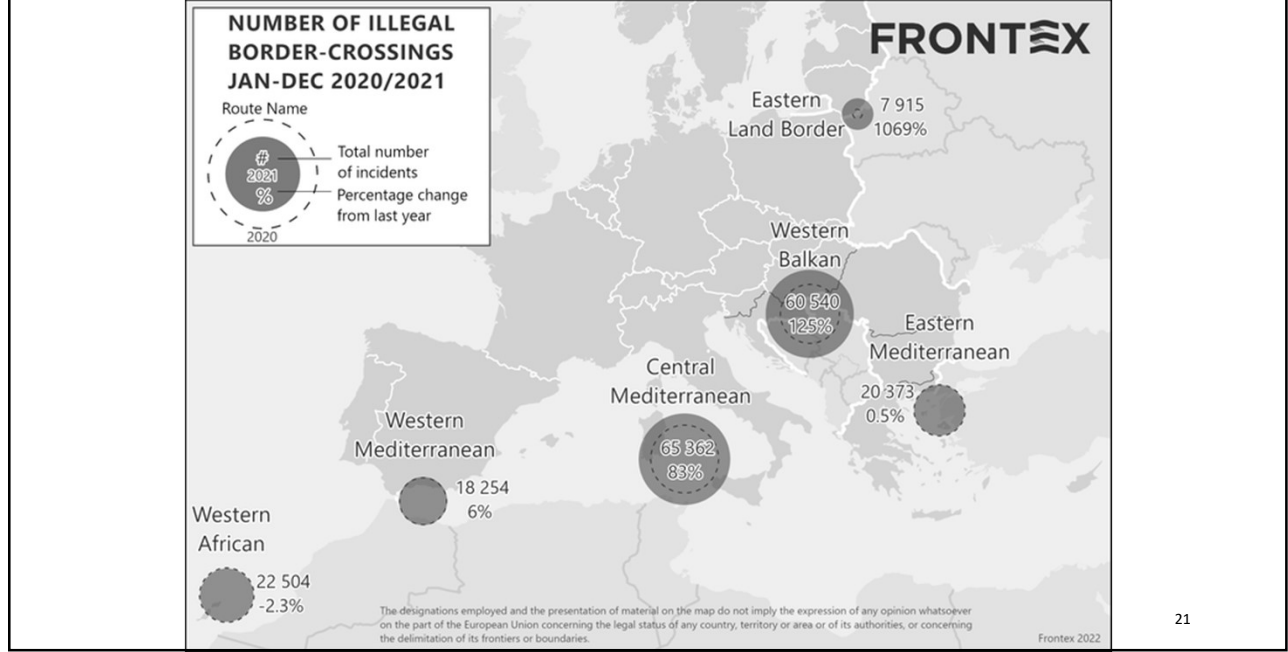 NUMBER OF ILLEGAL
BORDER-CROSSINGS
JAN-DEC 2020/2021
Route Name
#
2021
%
Total number
of incidents
Percentage change
from last year
2020
FRONTEX
Eastern
Land Border
7 915
1069%
Western
Balkan
60 540
125%
Eastern
Mediterranean
20 373
0.5%
Central
Mediterranean
65 362
83%
Western
Mediterranean
18 254
6%
Western
African
22 504
-2.3%
The designations employed and the presentation of material on the map do not imply the expression of any opinion whatsoever
on the part of the European Union concerning the legal status of any country, territory or area or of its authorities, or concerning
the delimitation of its frontiers or boundaries.
Frontex 2022
21